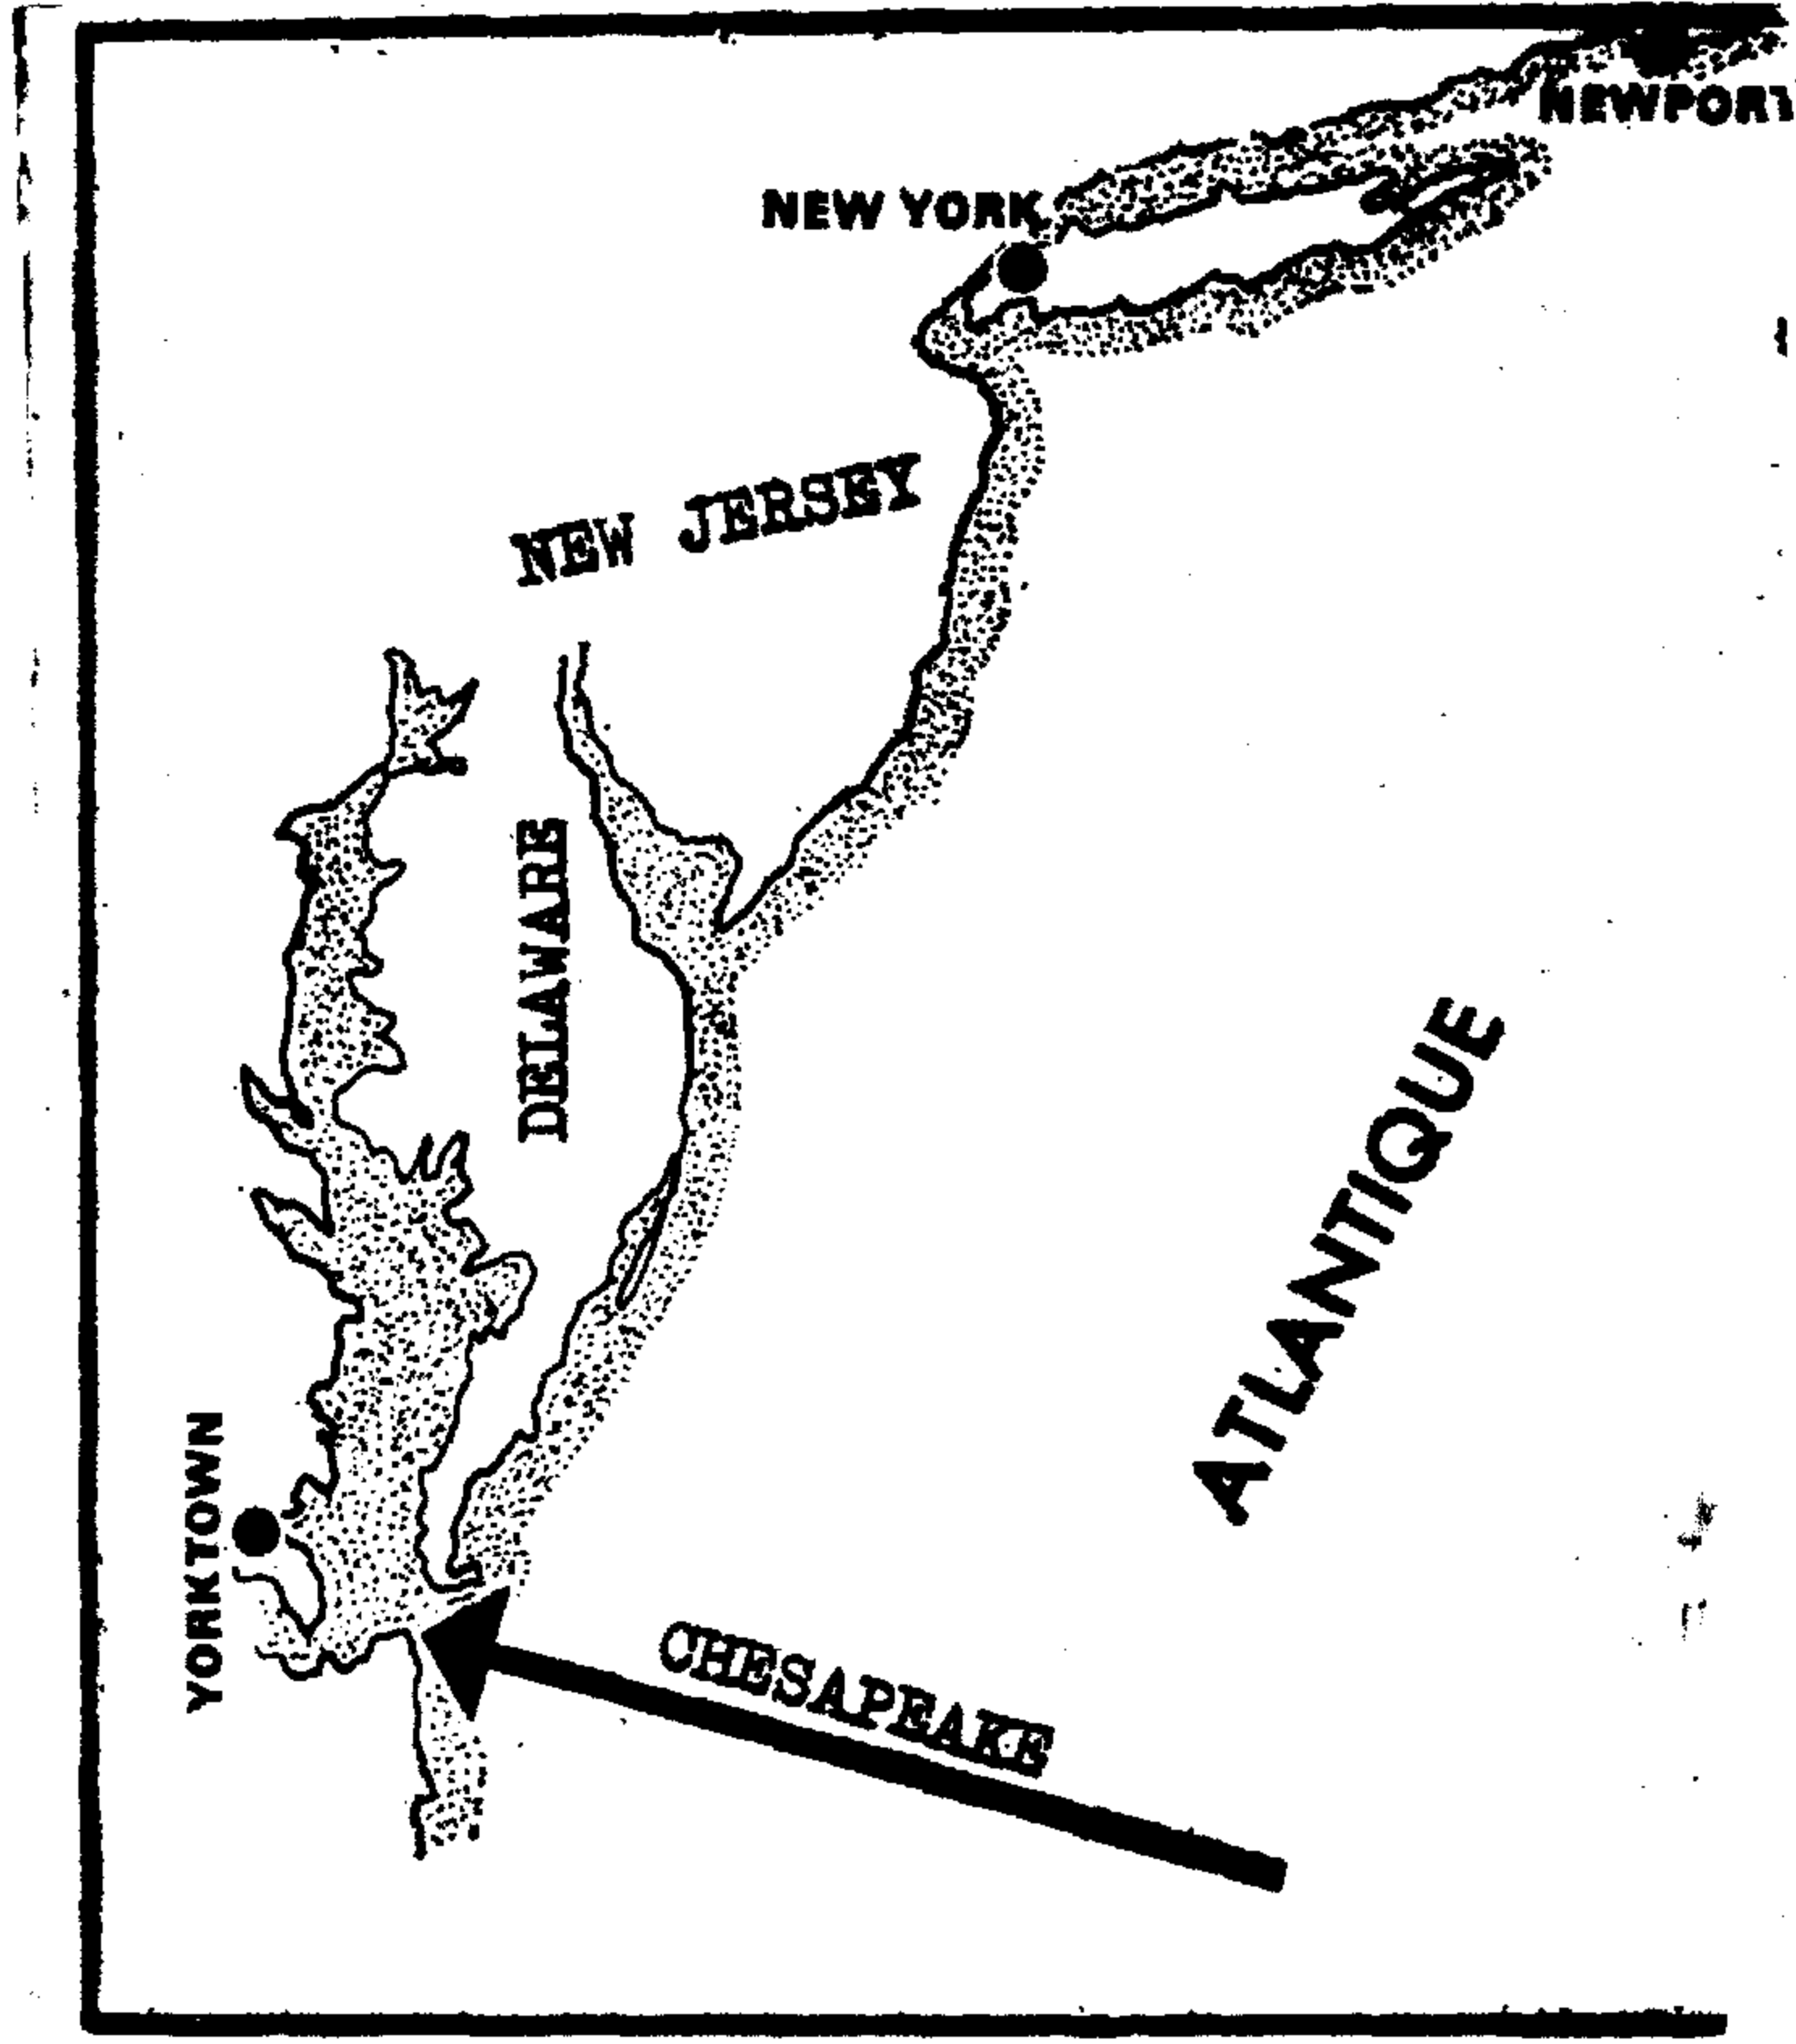 NEWPORT
NEW YORK
NEW JERSEY
DELAWARE
ATLANTIQUE
YORKTOWN
CHESAPEAKE